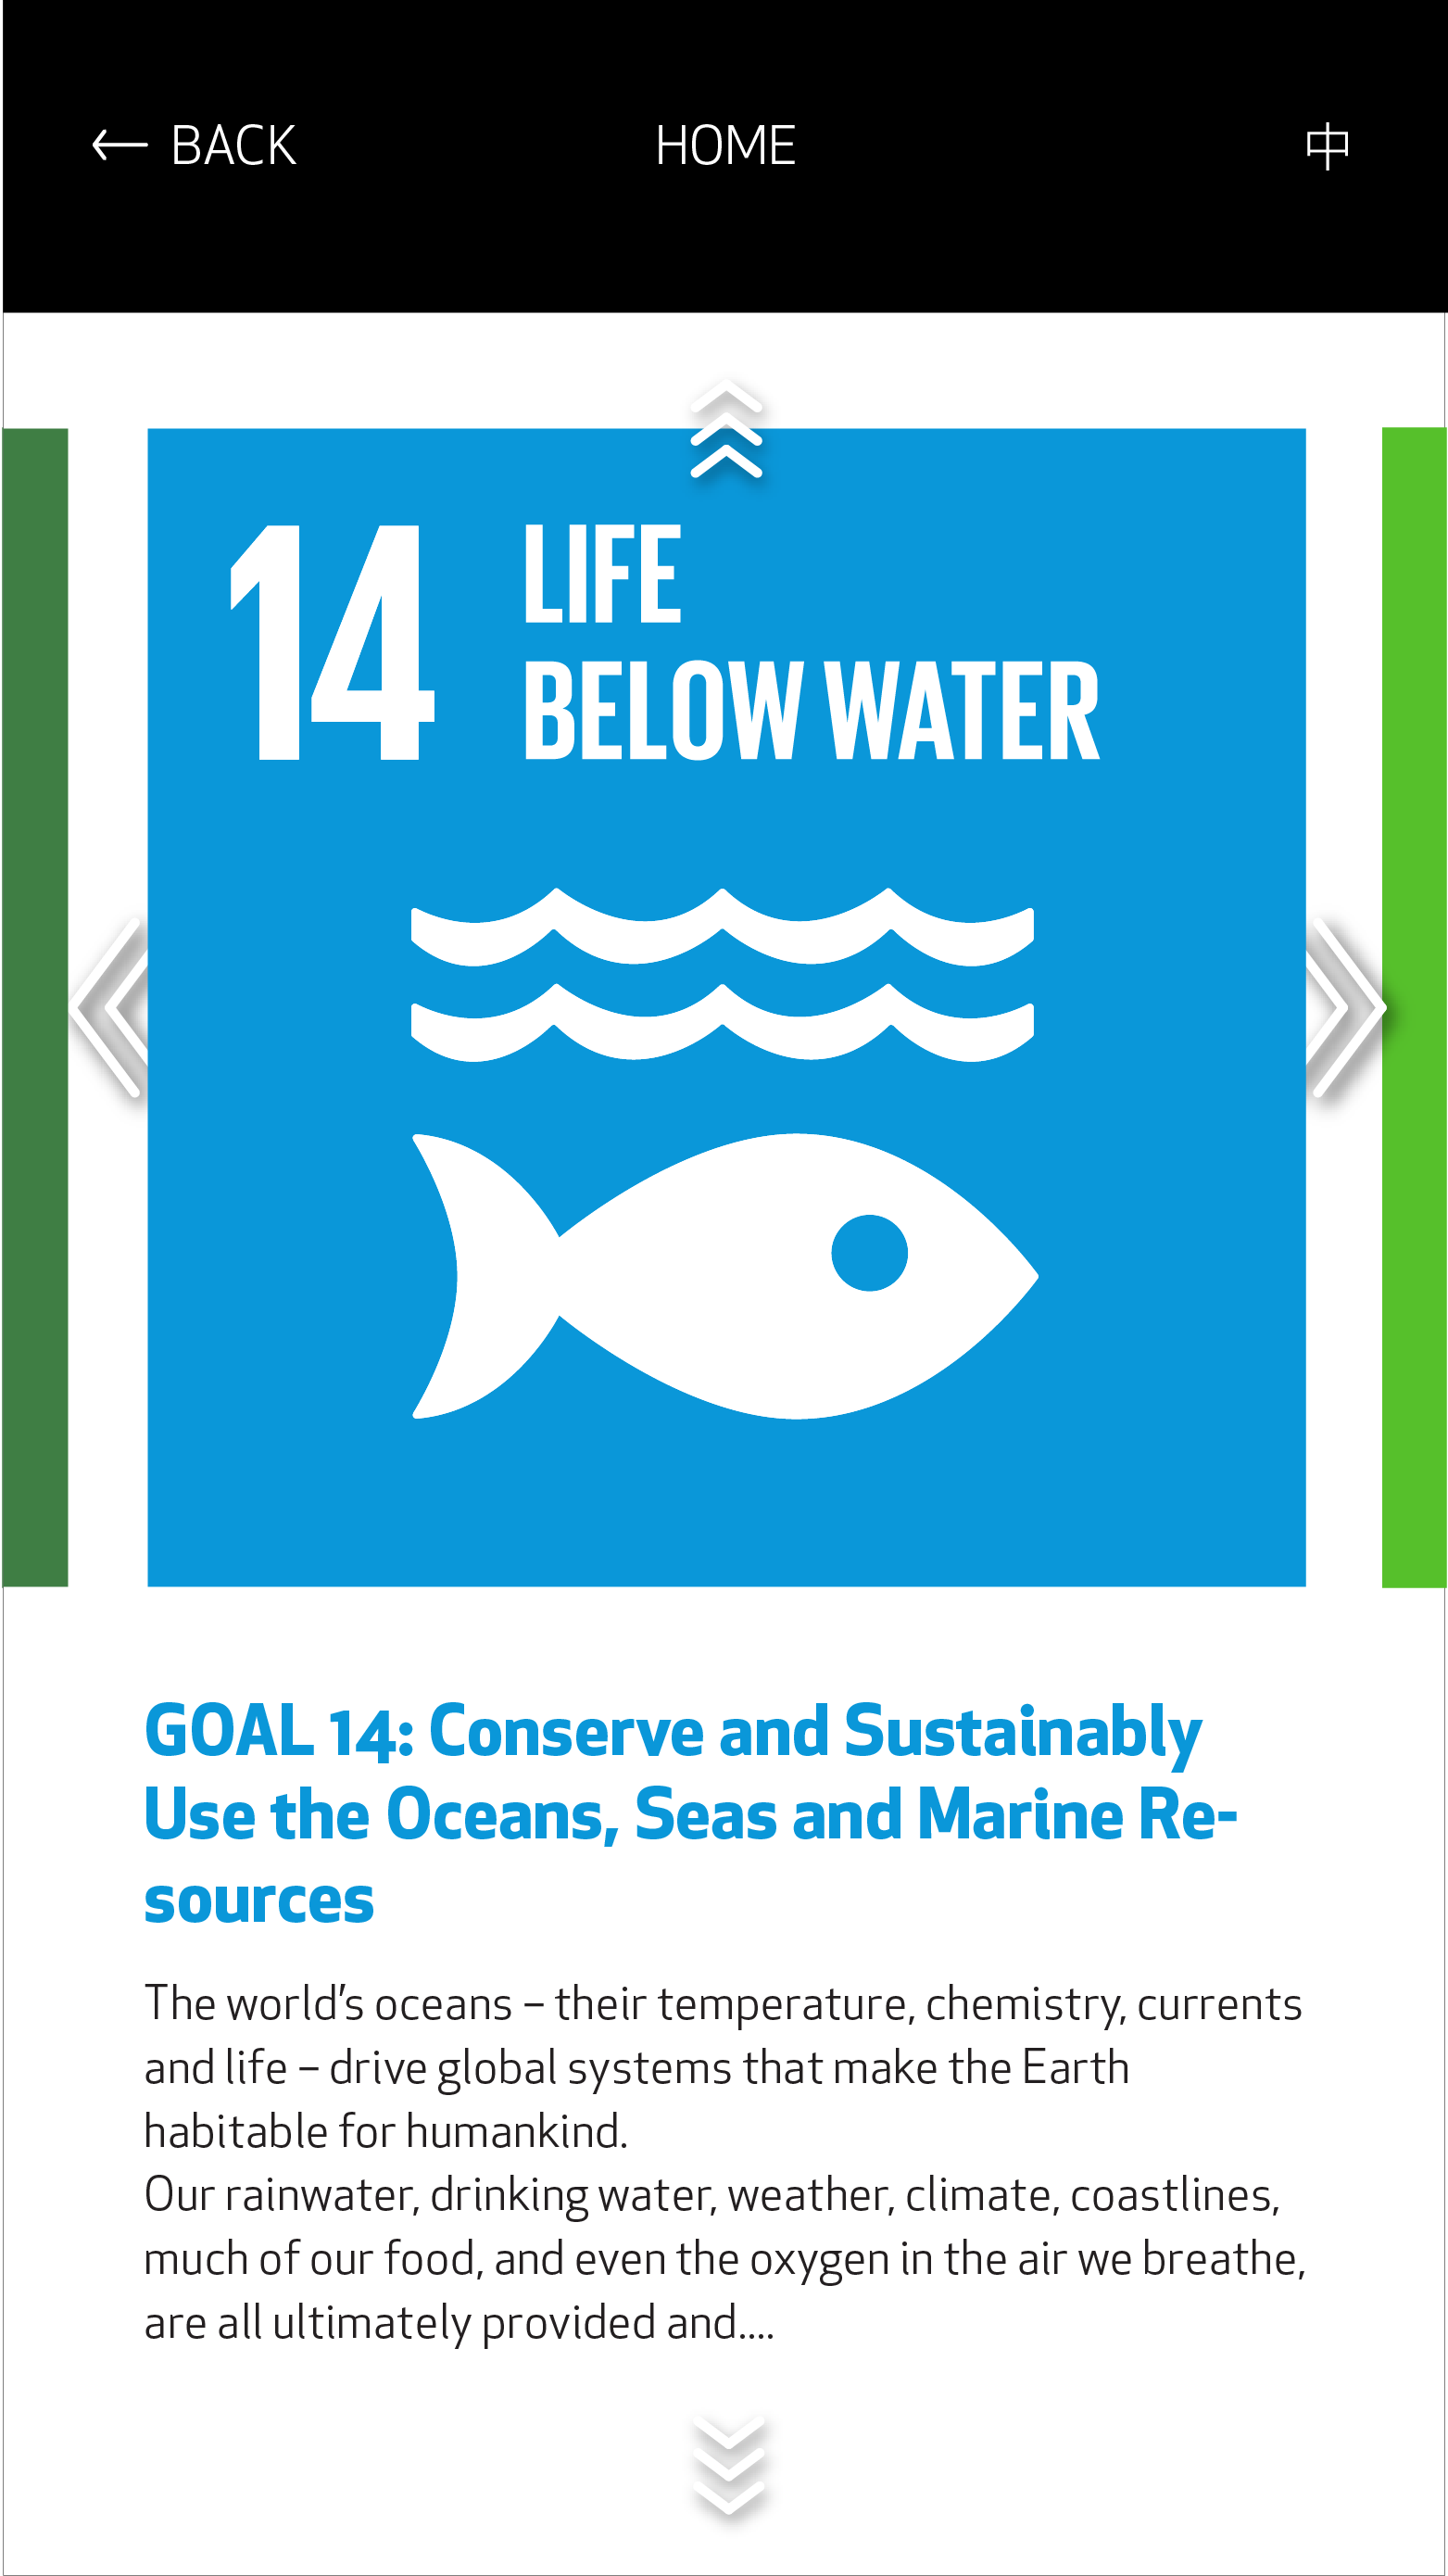 ← BACK
HOME
中
14
LIFE
BELOW WATER
GOAL 14: Conserve and Sustainably
Use the Oceans, Seas and Marine Re-
sources
The world’s oceans – their temperature, chemistry, currents
and life – drive global systems that make the Earth
habitable for humankind.
Our rainwater, drinking water, weather, climate, coastlines,
much of our food, and even the oxygen in the air we breathe,
are all ultimately provided and....